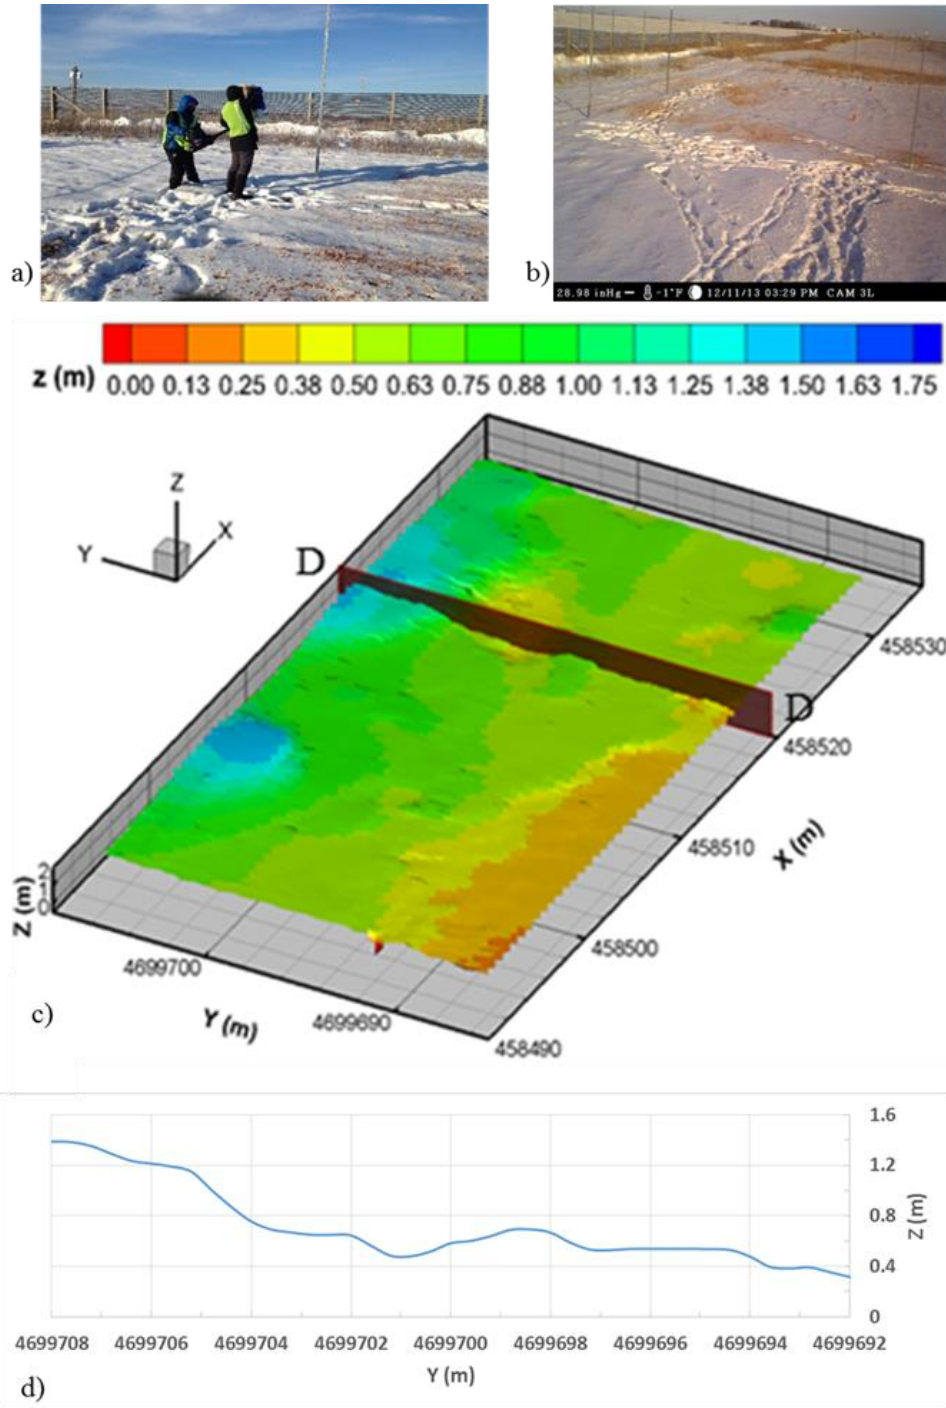 a)
b)
28.98 inHg -1°F 12/11/13 03:29 PM CAM 3L
z (m)
0.00 0.13 0.25 0.38 0.50 0.63 0.75 0.88 1.00 1.13 1.25 1.38 1.50 1.63 1.75
Z
X
Y
D
458530
D
458520
X (m)
458510
458500
Z (m)
2
1
0
4699700
Y (m)
4699690
458490
c)
1.6
1.2
0.8
0.4
0
Z (m)
4699708 4699706 4699704 4699702 4699700 4699698 4699696 4699694 4699692
Y (m)
d)